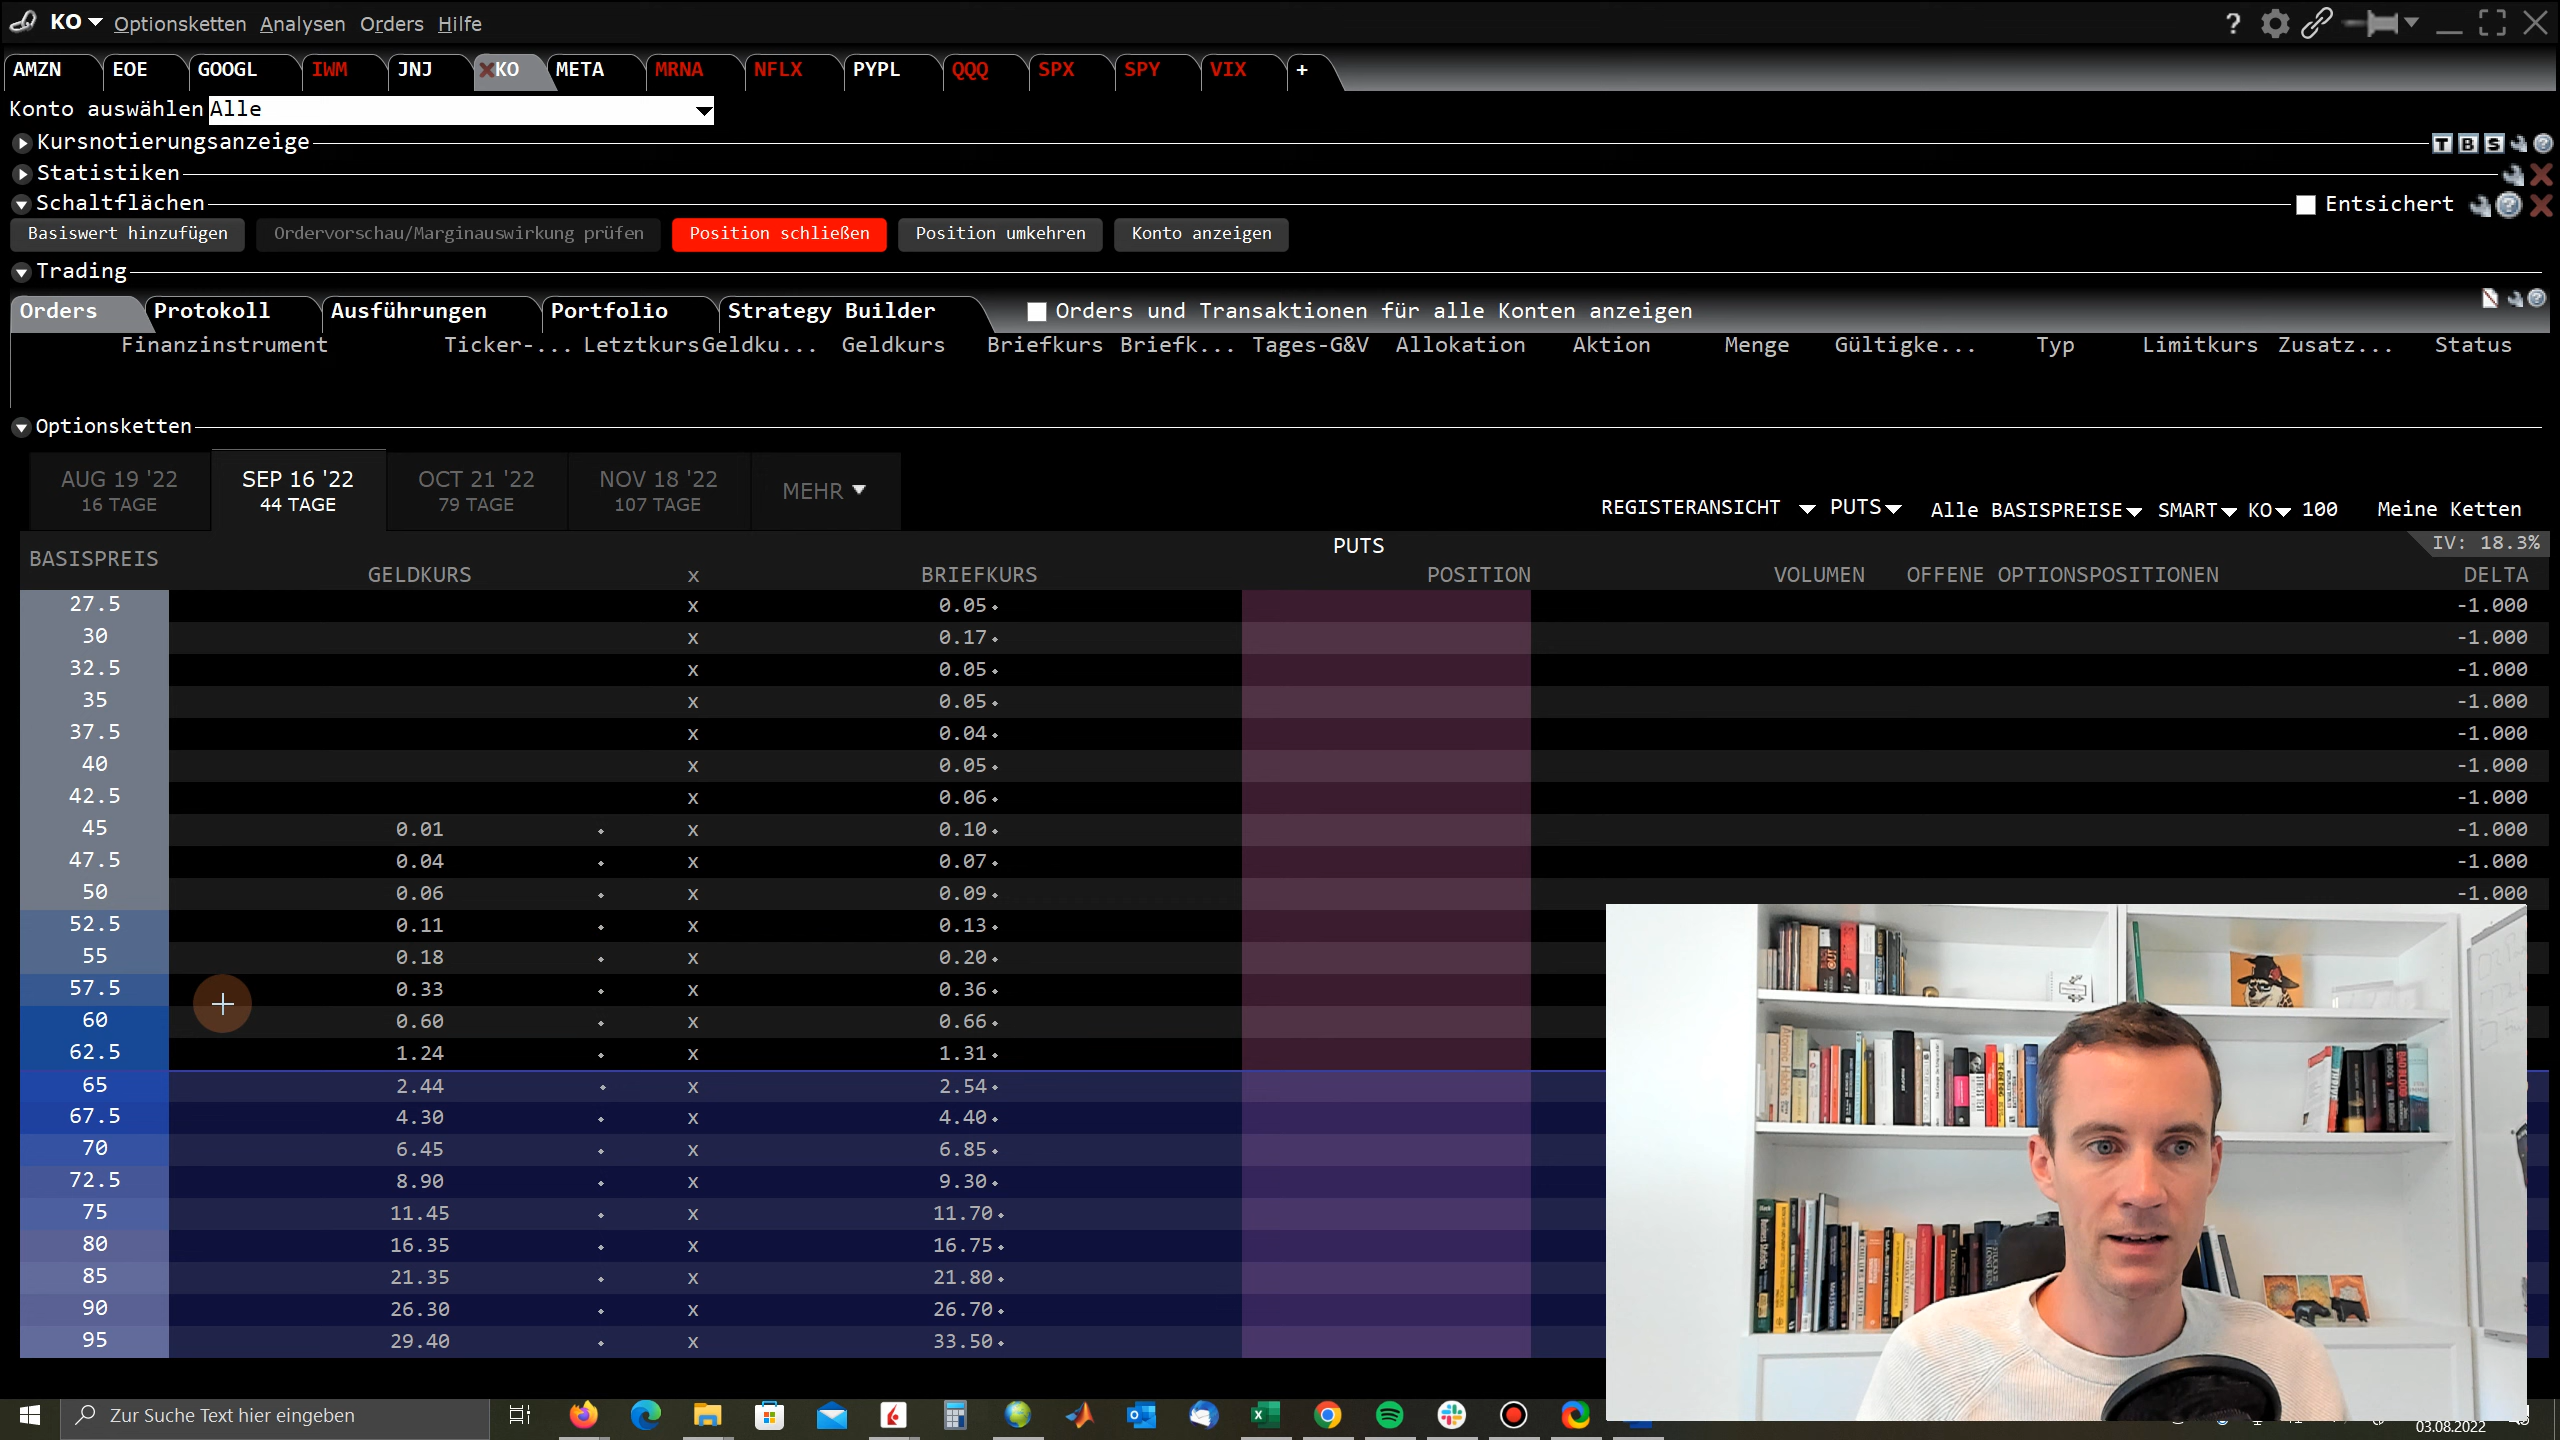 KO Optionsketten Analysen Orders Hilfe ?
AMZN EOE GOOGL IWM JNJ KO META MRNA NFLX PYPL QQQ SPX SPY VIX +
Konto auswählen Alle
Kursnotierungsanzeige T B S
Statistiken
Schaltflächen Entsichert
Basiswert hinzufügen Ordervorschau/Marginauswirkung prüfen Position schließen Position umkehren Konto anzeigen
Trading
Orders Protokoll Ausführungen Portfolio Strategy Builder Orders und Transaktionen für alle Konten anzeigen
Finanzinstrument Ticker-... Letztkurs Geldku... Geldkurs Briefkurs Briefk... Tages-G&V Allokation Aktion Menge Gültigke... Typ Limitkurs Zusatz... Status
Optionsketten
AUG 19 '22 SEP 16 '22 OCT 21 '22 NOV 18 '22 MEHR
16 TAGE 44 TAGE 79 TAGE 107 TAGE
REGISTERANSICHT PUTS Alle BASISPREISE SMART KO 100 Meine Ketten
PUTS IV: 18.3%
BASISPREIS GELDKURS x BRIEFKURS POSITION VOLUMEN OFFENE OPTIONSPOSITIONEN DELTA
27.5 x 0.05 -1.000
30 x 0.17 -1.000
32.5 x 0.05 -1.000
35 x 0.05 -1.000
37.5 x 0.04 -1.000
40 x 0.05 -1.000
42.5 x 0.06 -1.000
45 0.01 x 0.10 -1.000
47.5 0.04 x 0.07 -1.000
50 0.06 x 0.09 -1.000
52.5 0.11 x 0.13
55 0.18 x 0.20
57.5 0.33 x 0.36
60 0.60 x 0.66
62.5 1.24 x 1.31
65 2.44 x 2.54
67.5 4.30 x 4.40
70 6.45 x 6.85
72.5 8.90 x 9.30
75 11.45 x 11.70
80 16.35 x 16.75
85 21.35 x 21.80
90 26.30 x 26.70
95 29.40 x 33.50
Zur Suche Text hier eingeben
03.08.2022